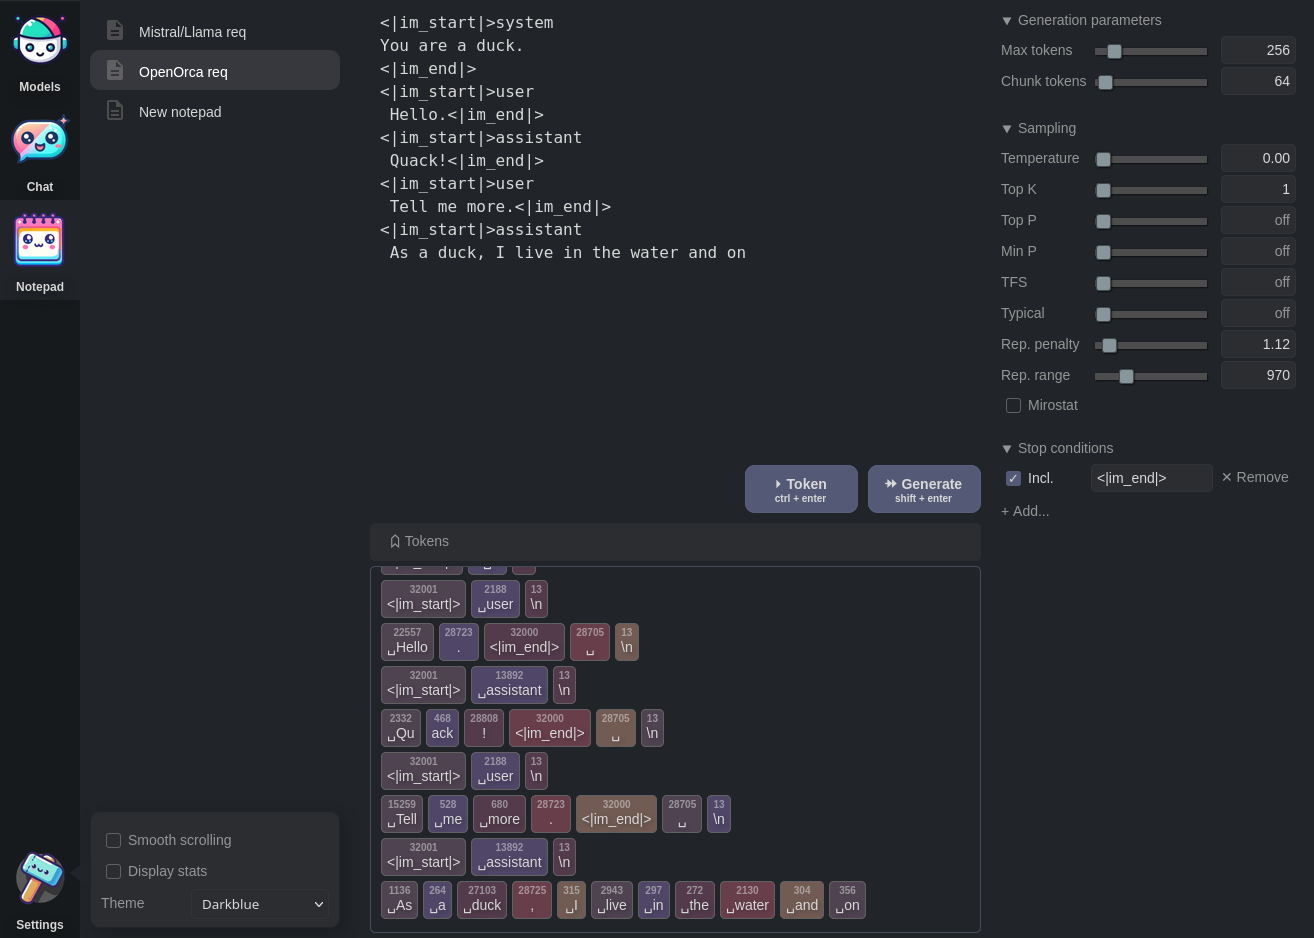 Models
Chat
Notepad
Settings
Mistral/Llama req
OpenOrca req
New notepad
Smooth scrolling
Display stats
Theme Darkblue
<|im_start|>system
You are a duck.
<|im_end|>
<|im_start|>user
Hello.<|im_end|>
<|im_start|>assistant
Quack!<|im_end|>
<|im_start|>user
Tell me more.<|im_end|>
<|im_start|>assistant
As a duck, I live in the water and on
Token
ctrl + enter
Generate
shift + enter
Tokens
32001 2188 13
<|im_start|> ␣user \n
22557 28723 32000 28705 13
␣Hello . <|im_end|> ␣ \n
32001 13892 13
<|im_start|> ␣assistant \n
2332 468 28808 32000 28705 13
␣Qu ack ! <|im_end|> ␣ \n
32001 2188 13
<|im_start|> ␣user \n
15259 528 680 28723 32000 28705 13
␣Tell ␣me ␣more . <|im_end|> ␣ \n
32001 13892 13
<|im_start|> ␣assistant \n
1136 264 27103 28725 315 2943 297 272 2130 304 356
␣As ␣a ␣duck , ␣I ␣live ␣in ␣the ␣water ␣and ␣on
▼ Generation parameters
Max tokens 256
Chunk tokens 64
▼ Sampling
Temperature 0.00
Top K 1
Top P off
Min P off
TFS off
Typical off
Rep. penalty 1.12
Rep. range 970
Mirostat
▼ Stop conditions
Incl. <|im_end|> ✕ Remove
+ Add...